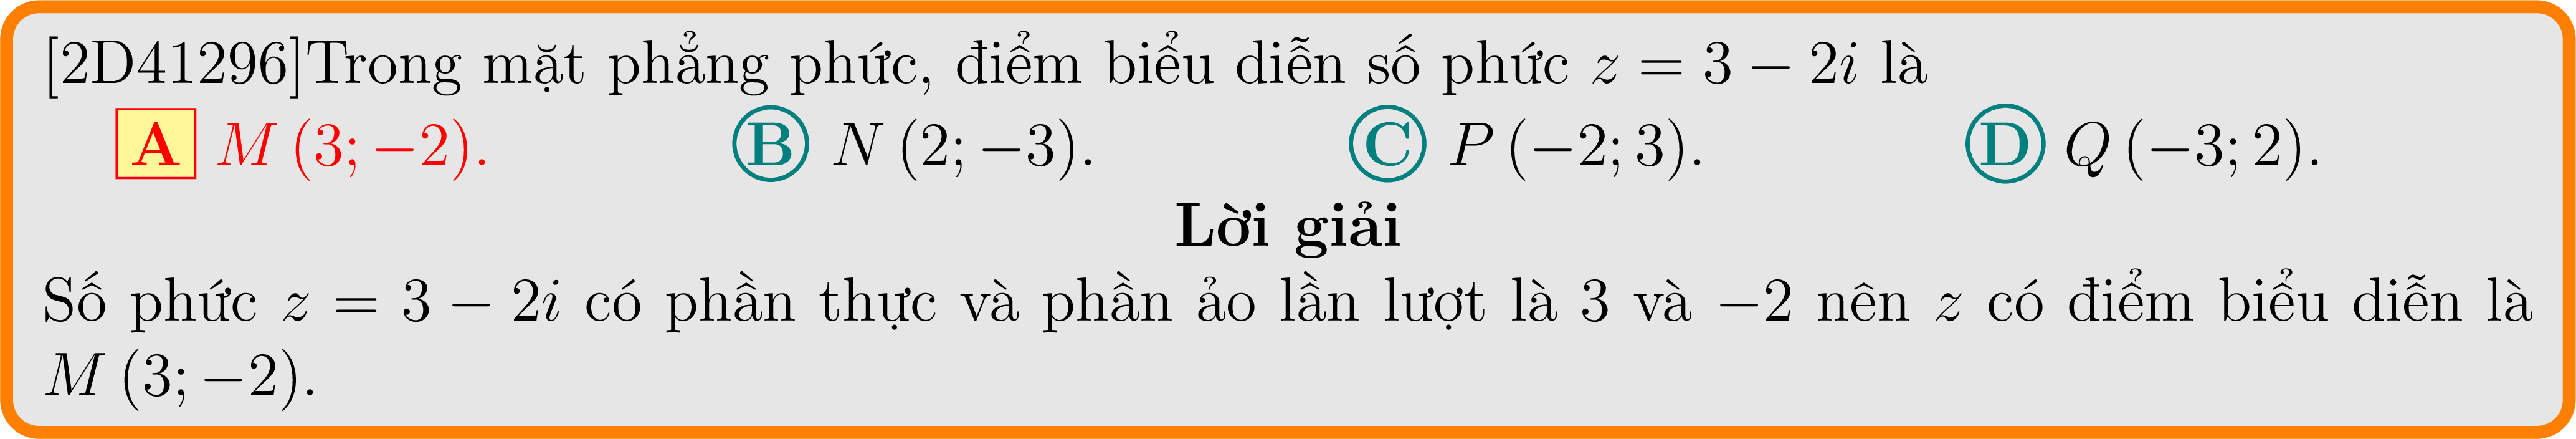 [2D41296]Trong mặt phẳng phức, điểm biểu diễn số phức z = 3 − 2i là
A M (3; −2). B N (2; −3). C P (−2; 3). D Q (−3; 2).
Lời giải
Số phức z = 3 − 2i có phần thực và phần ảo lần lượt là 3 và −2 nên z có điểm biểu diễn là
M (3; −2).